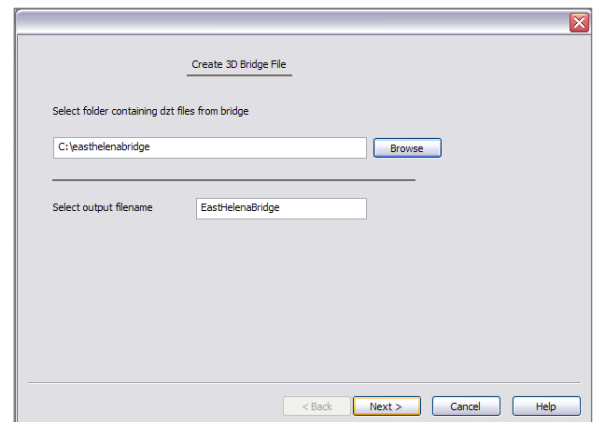 Create 3D Bridge File
Select folder containing dzt files from bridge
C:\easthelenabridge
Browse
Select output filename
EastHelenaBridge
< Back
Next >
Cancel
Help